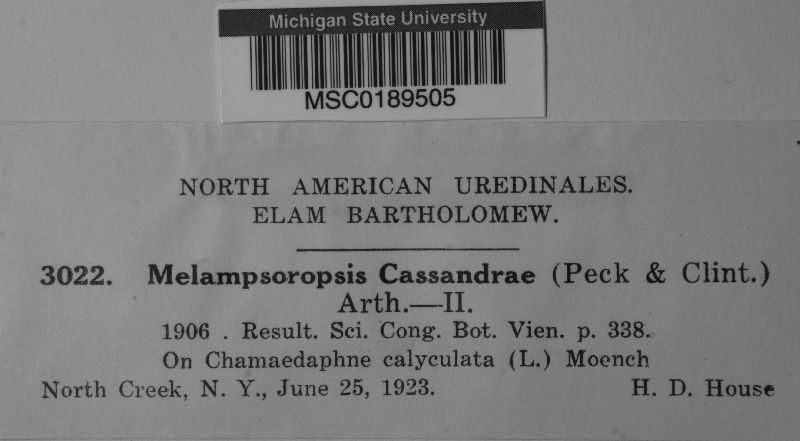 Michigan State University
MSC0189505
NORTH AMERICAN UREDINALES.
ELAM BARTHOLOMEW.
3022. Melampsoropsis Cassandrae (Peck & Clint.)
Arth.—II.
1906 . Result. Sci. Cong. Bot. Vien. p. 338.
On Chamaedaphne calyculata (L.) Moench
North Creek, N. Y., June 25, 1923. H. D. House